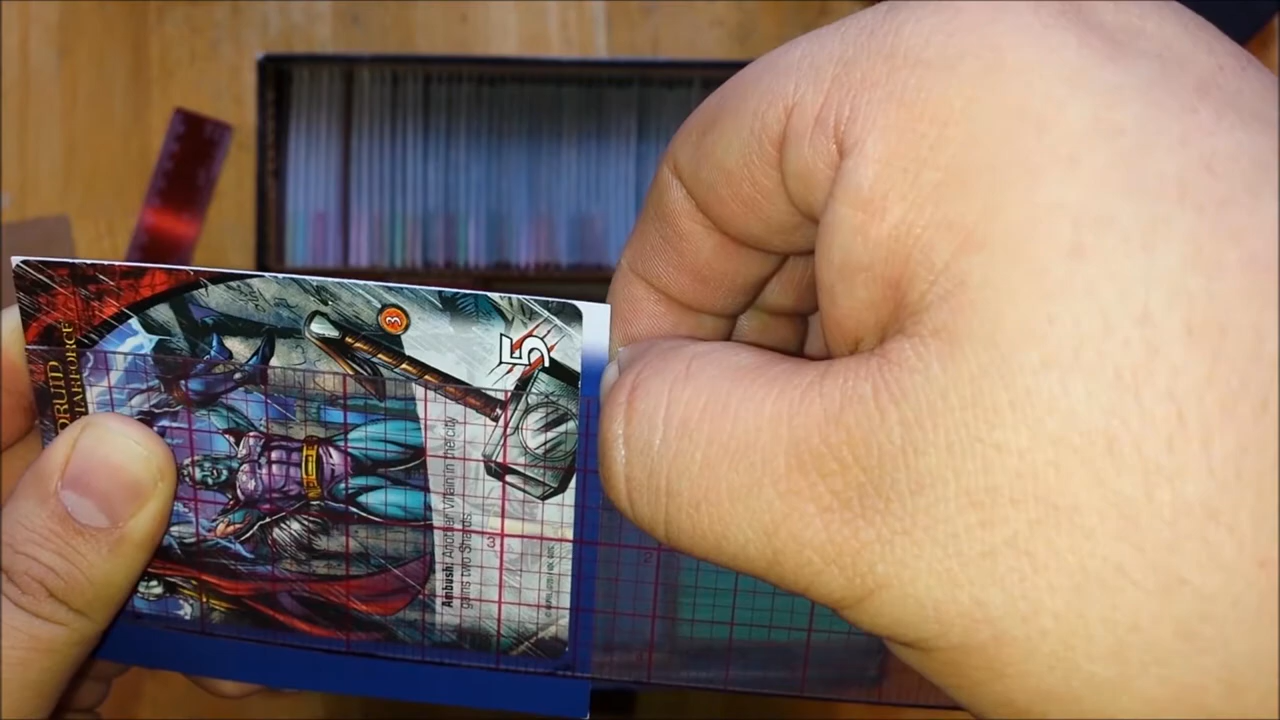 DRUID
STARFORCE
3
5
Ambush: Another Villain in the city
gains two Shards.
3
2